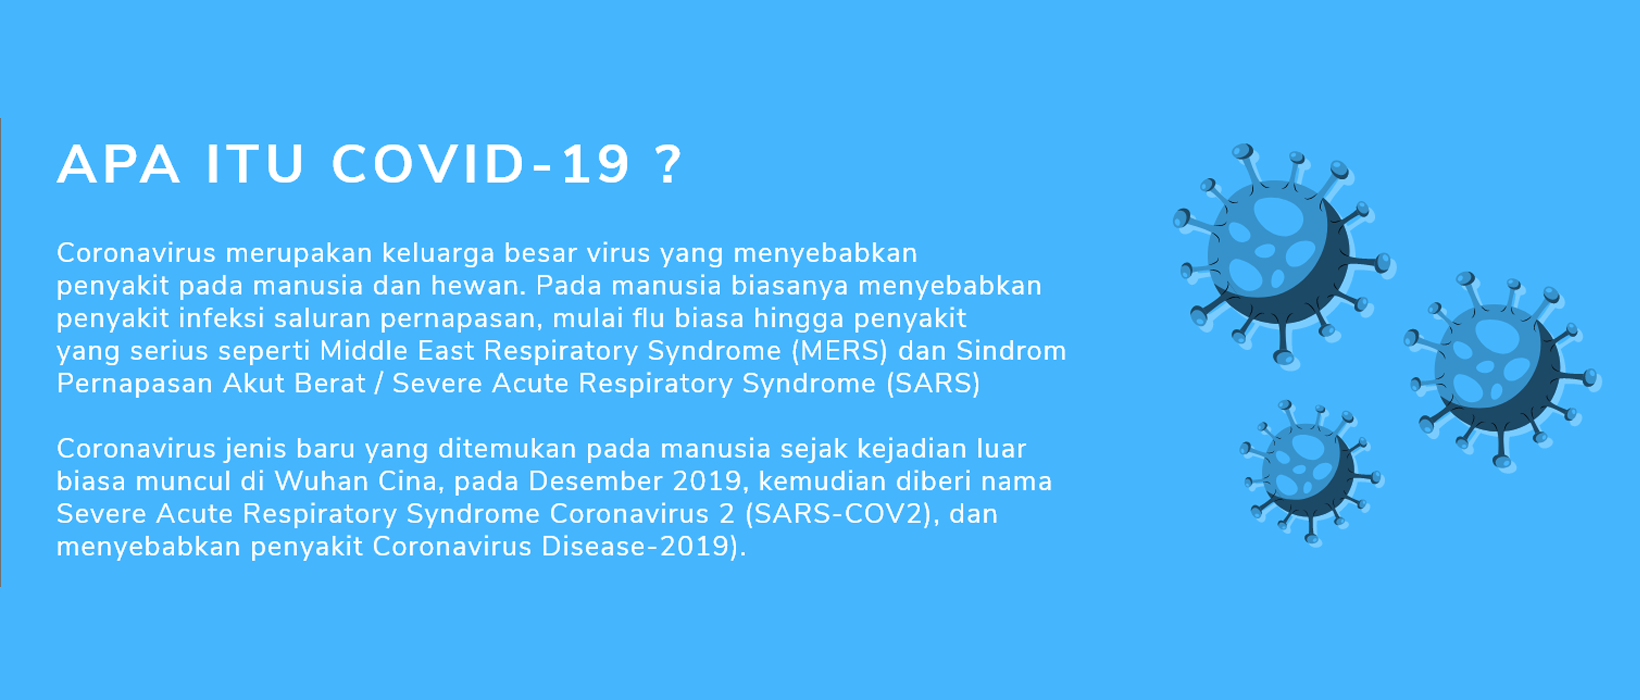 APA ITU COVID-19 ?
Coronavirus merupakan keluarga besar virus yang menyebabkan
penyakit pada manusia dan hewan. Pada manusia biasanya menyebabkan
penyakit infeksi saluran pernapasan, mulai flu biasa hingga penyakit
yang serius seperti Middle East Respiratory Syndrome (MERS) dan Sindrom
Pernapasan Akut Berat / Severe Acute Respiratory Syndrome (SARS)
Coronavirus jenis baru yang ditemukan pada manusia sejak kejadian luar
biasa muncul di Wuhan Cina, pada Desember 2019, kemudian diberi nama
Severe Acute Respiratory Syndrome Coronavirus 2 (SARS-COV2), dan
menyebabkan penyakit Coronavirus Disease-2019).